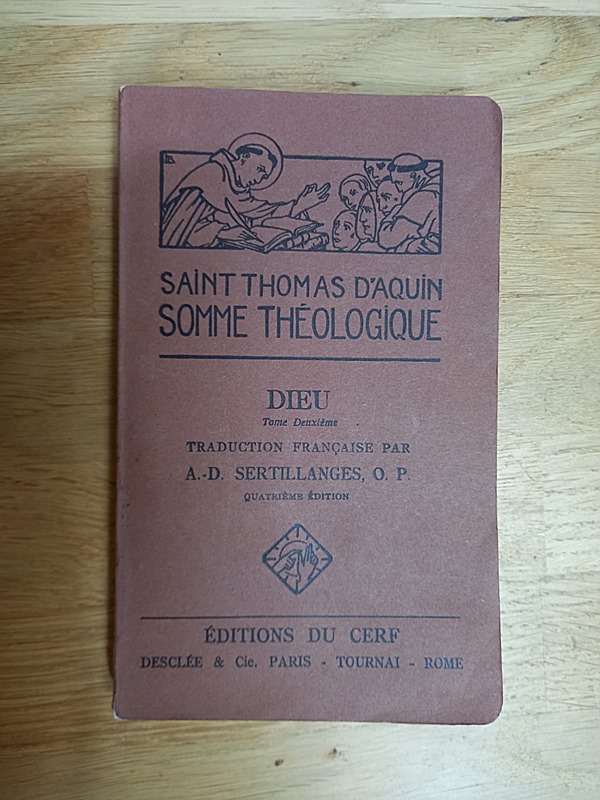 SAINT THOMAS D'AQUIN
SOMME THÉOLOGIQUE
DIEU
Tome Deuxième
TRADUCTION FRANÇAISE PAR
A.-D. SERTILLANGES, O. P.
QUATRIÈME ÉDITION
ÉDITIONS DU CERF
DESCLÉE & Cie. PARIS - TOURNAI - ROME